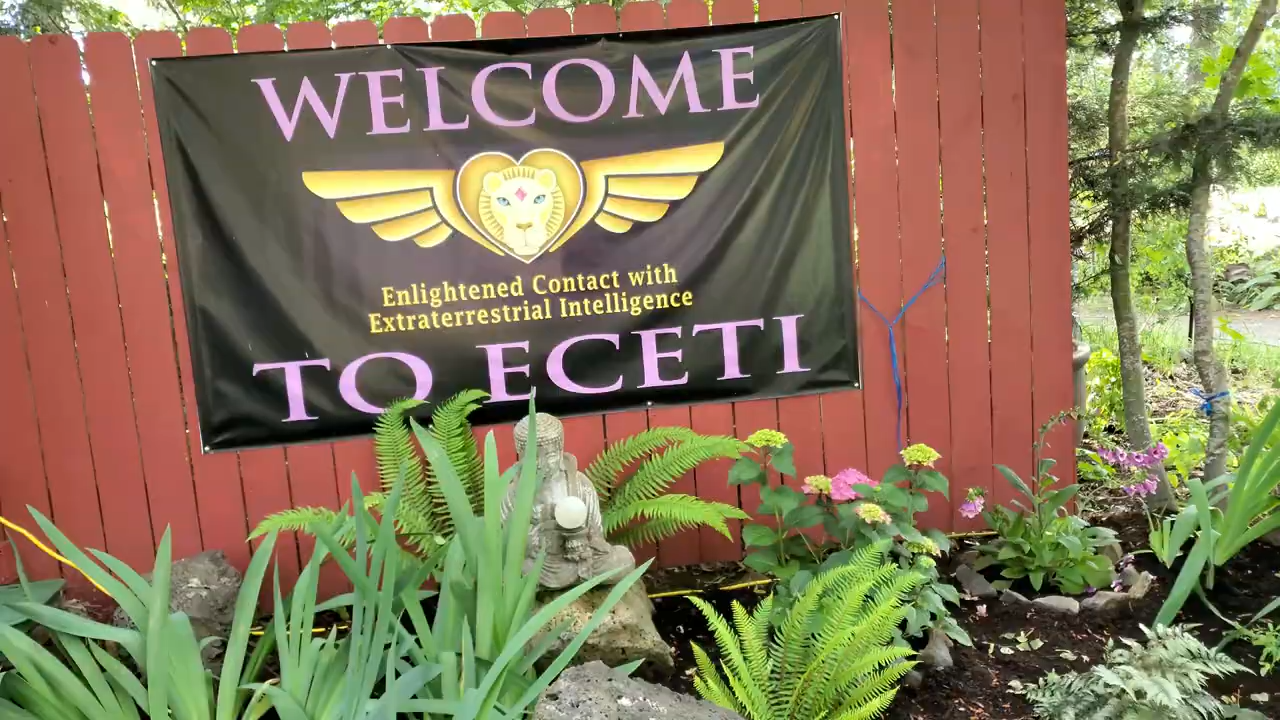 WELCOME
Enlightened Contact with
Extraterrestrial Intelligence
TO ECETI